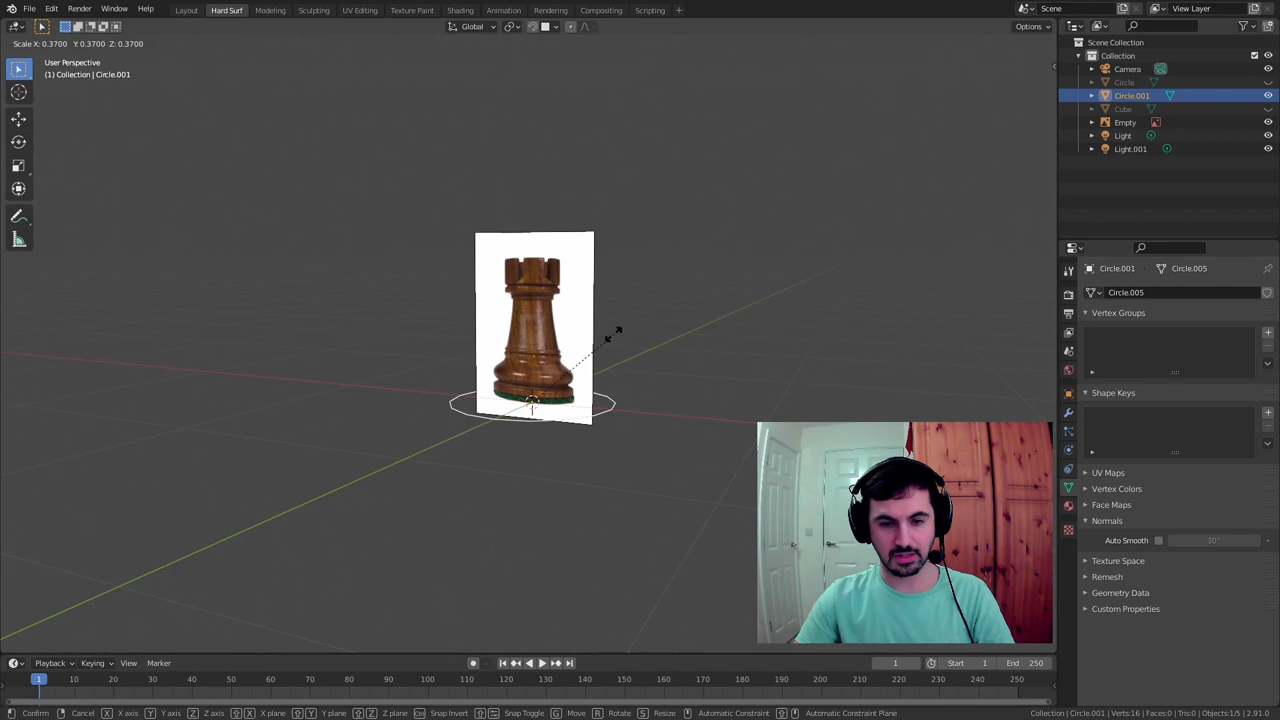 File Edit Render Window Help
Layout Hard Surf Modeling Sculpting UV Editing Texture Paint Shading Animation Rendering Compositing Scripting +
Scene
View Layer
Global
Options
Scale X: 0.3700 Y: 0.3700 Z: 0.3700
User Perspective
(1) Collection | Circle.001
Scene Collection
Collection
Camera
Circle
Circle.001
Cube
Empty
Light
Light.001
Circle.001
Circle.005
Circle.005
Vertex Groups
Shape Keys
UV Maps
Vertex Colors
Face Maps
Normals
Auto Smooth 30°
Texture Space
Remesh
Geometry Data
Custom Properties
Playback Keying View Marker
1 Start 1 End 250
1 10 20 30 40 50 60 70 80 90 100 110 120 130 140 150 160 170 180 190 200 210 220 230 240 250
Confirm Cancel X X axis Y Y axis Z Z axis X X plane Y Y plane Z Z plane Snap Invert Snap Toggle G Move R Rotate S Resize Automatic Constraint Automatic Constraint Plane
Collection | Circle.001 | Verts:16 | Faces:0 | Tris:0 | Objects:1/5 | 2.91.0